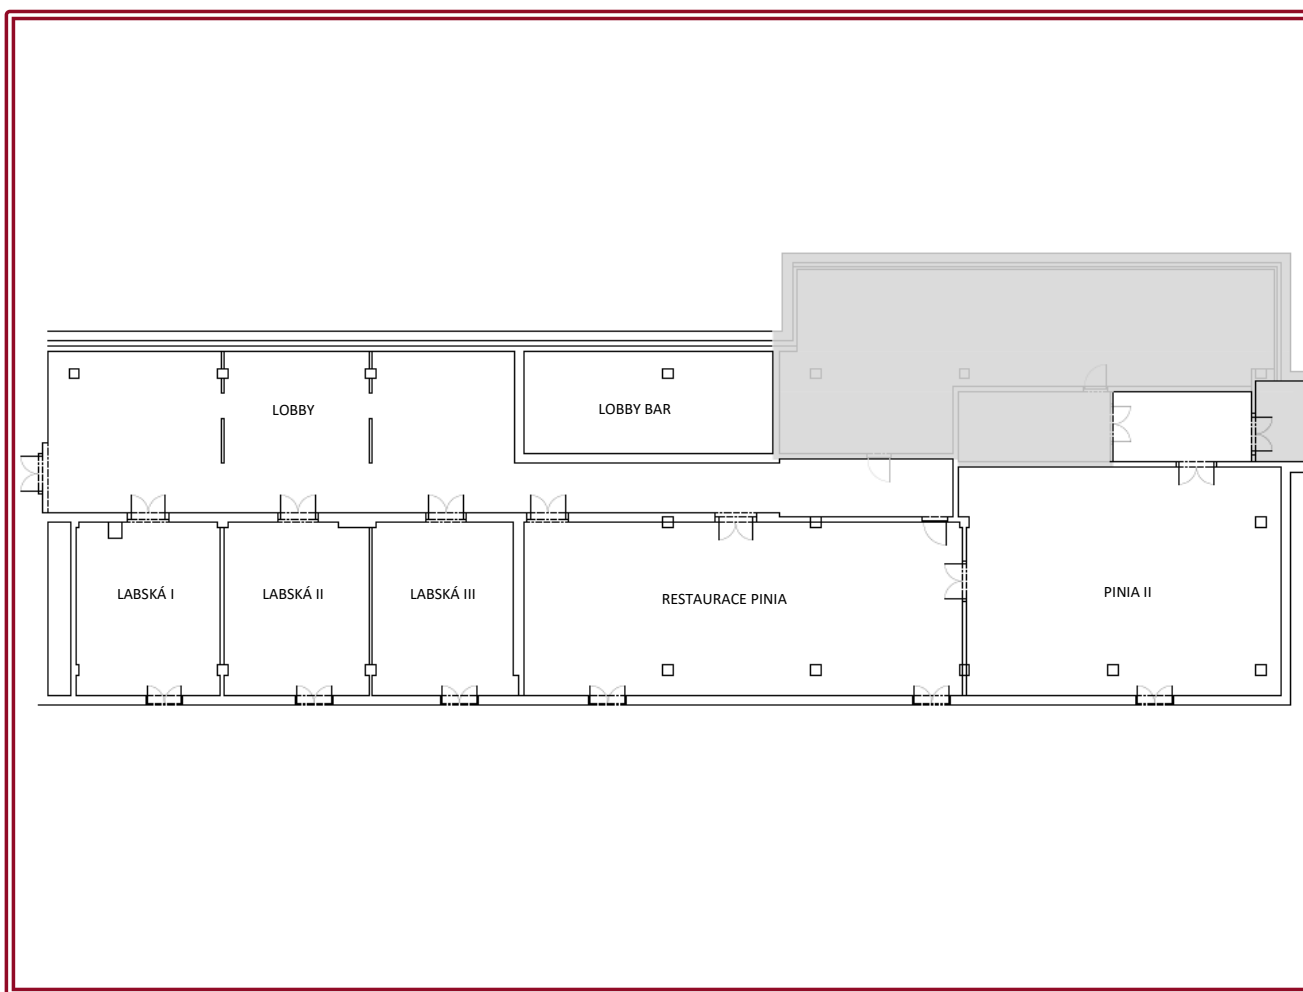 LOBBY
LOBBY BAR
LABSKÁ I
LABSKÁ II
LABSKÁ III
RESTAURACE PINIA
PINIA II